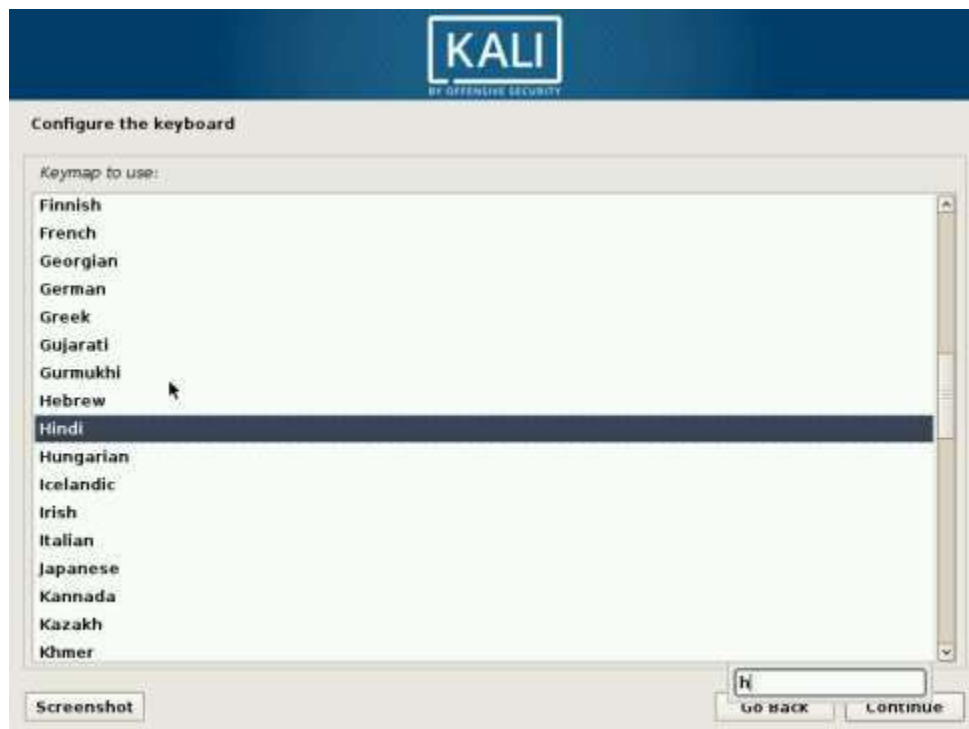 KALI
BY OFFENSIVE SECURITY
Configure the keyboard
Keymap to use:
Finnish
French
Georgian
German
Greek
Gujarati
Gurmukhi
Hebrew
Hindi
Hungarian
Icelandic
Irish
Italian
Japanese
Kannada
Kazakh
Khmer
h
Screenshot
Go Back
Continue